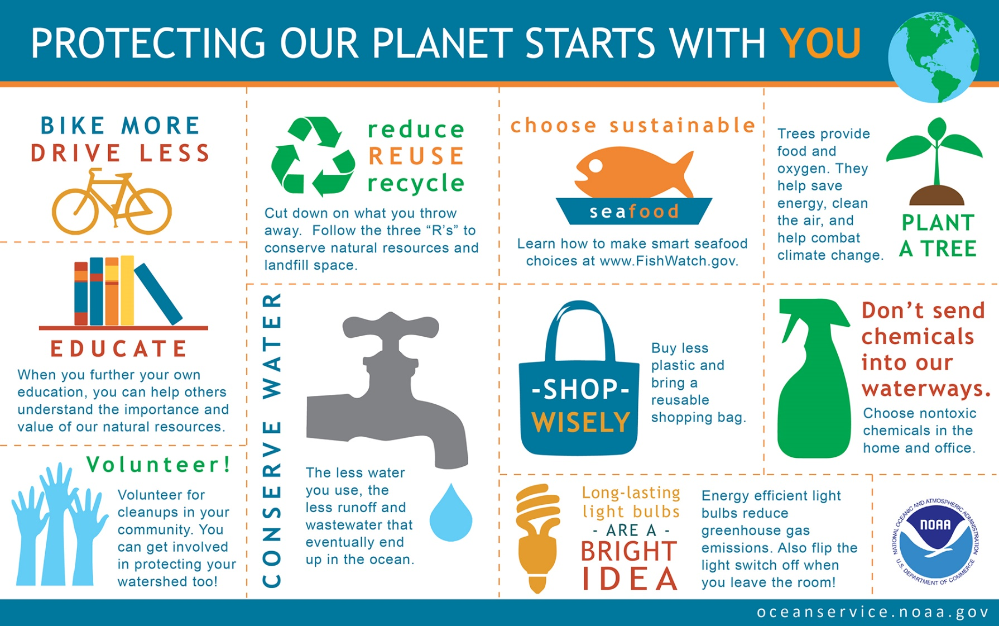 PROTECTING OUR PLANET STARTS WITH YOU
BIKE MORE
DRIVE LESS
reduce
REUSE
recycle
Cut down on what you throw
away.  Follow the three “R’s” to
conserve natural resources and
landfill space.
choose sustainable
seafood
Learn how to make smart seafood
choices at www.FishWatch.gov.
Trees provide
food and
oxygen. They
help save
energy, clean
the air, and
help combat
climate change.
PLANT
A TREE
EDUCATE
When you further your own
education, you can help others
understand the importance and
value of our natural resources.
CONSERVE WATER
The less water
you use, the
less runoff and
wastewater that
eventually end
up in the ocean.
-SHOP-
WISELY
Buy less
plastic and
bring a
reusable
shopping bag.
Don’t send
chemicals
into our
waterways.
Choose nontoxic
chemicals in the
home and office.
Volunteer!
Volunteer for
cleanups in your
community. You
can get involved
in protecting your
watershed too!
Long-lasting
light bulbs
- ARE A -
BRIGHT
IDEA
Energy efficient light
bulbs reduce
greenhouse gas
emissions. Also flip the
light switch off when
you leave the room!
NATIONAL OCEANIC AND ATMOSPHERIC ADMINISTRATION
NOAA
U.S. DEPARTMENT OF COMMERCE
oceanservice.noaa.gov